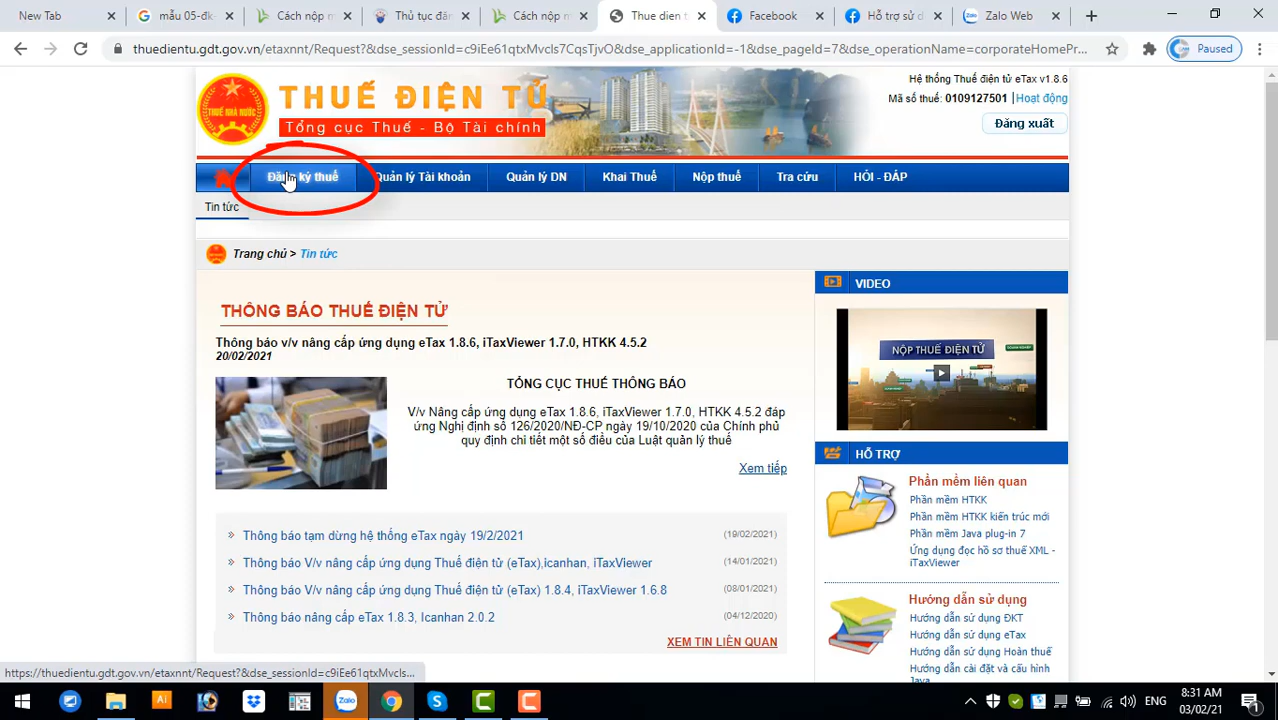 New Tab
mẫu 05-đk-
Cách nộp m
Thủ tục đăn
Cách nộp m
Thue dien t
Facebook
Hỗ trợ sử d
Zalo Web
thuedientu.gdt.gov.vn/etaxnnt/Request?&dse_sessionId=c9iEe61qtxMvcls7CqsTjvO&dse_applicationId=-1&dse_pageId=7&dse_operationName=corporateHomePr...
Paused
THUẾ NHÀ NƯỚC
THUẾ ĐIỆN TỬ
Tổng cục Thuế - Bộ Tài chính
Hệ thống Thuế điện tử eTax v1.8.6
Mã số thuế: 0109127501 |Hoạt động
Đăng xuất
Đăng ký thuế
Quản lý Tài khoản
Quản lý DN
Khai Thuế
Nộp thuế
Tra cứu
HỎI - ĐÁP
Tin tức
Trang chủ > Tin tức
THÔNG BÁO THUẾ ĐIỆN TỬ
Thông báo v/v nâng cấp ứng dụng eTax 1.8.6, iTaxViewer 1.7.0, HTKK 4.5.2
20/02/2021
TỔNG CỤC THUẾ THÔNG BÁO
V/v Nâng cấp ứng dụng eTax 1.8.6, iTaxViewer 1.7.0, HTKK 4.5.2 đáp
ứng Nghị định số 126/2020/NĐ-CP ngày 19/10/2020 của Chính phủ
quy định chi tiết một số điều của Luật quản lý thuế
Xem tiếp
Thông báo tạm dừng hệ thống eTax ngày 19/2/2021 (19/02/2021)
Thông báo V/v nâng cấp ứng dụng Thuế điện tử (eTax),icanhan, iTaxViewer (14/01/2021)
Thông báo V/v nâng cấp ứng dụng Thuế điện tử (eTax) 1.8.4, iTaxViewer 1.6.8 (08/01/2021)
Thông báo nâng cấp eTax 1.8.3, Icanhan 2.0.2 (04/12/2020)
XEM TIN LIÊN QUAN
VIDEO
NỘP THUẾ ĐIỆN TỬ
HỖ TRỢ
Phần mềm liên quan
Phần mềm HTKK
Phần mềm HTKK kiến trúc mới
Phần mềm Java plug-in 7
Ứng dụng đọc hồ sơ thuế XML -
iTaxViewer
Hướng dẫn sử dụng
Hướng dẫn sử dụng ĐKT
Hướng dẫn sử dụng eTax
Hướng dẫn sử dụng Hoàn thuế
Hướng dẫn cài đặt và cấu hình
Java
https://thuedientu.gdt.gov.vn/etaxnnt/Request?&dse_sessionId=c9iEe61qtxMvcls...
Ai
Zalo
ENG
8:31 AM
03/02/21